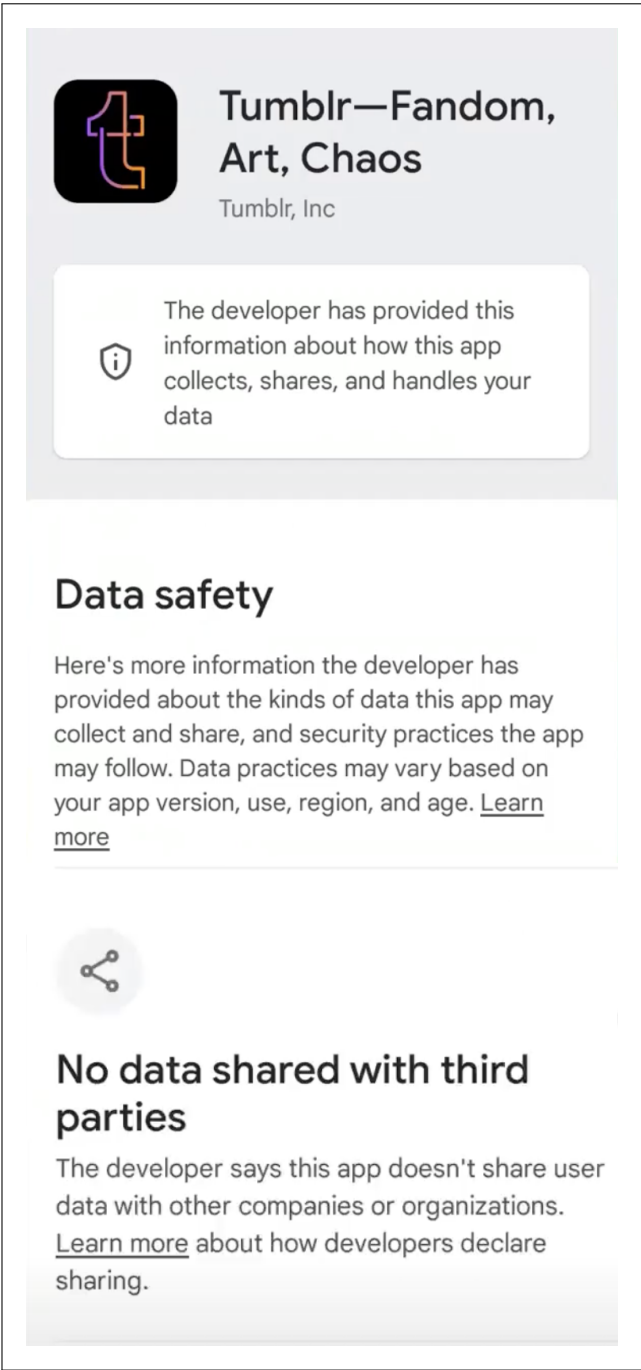 Tumblr—Fandom,
Art, Chaos
Tumblr, Inc
The developer has provided this
information about how this app
collects, shares, and handles your
data
Data safety
Here's more information the developer has
provided about the kinds of data this app may
collect and share, and security practices the app
may follow. Data practices may vary based on
your app version, use, region, and age. Learn
more
No data shared with third
parties
The developer says this app doesn't share user
data with other companies or organizations.
Learn more about how developers declare
sharing.